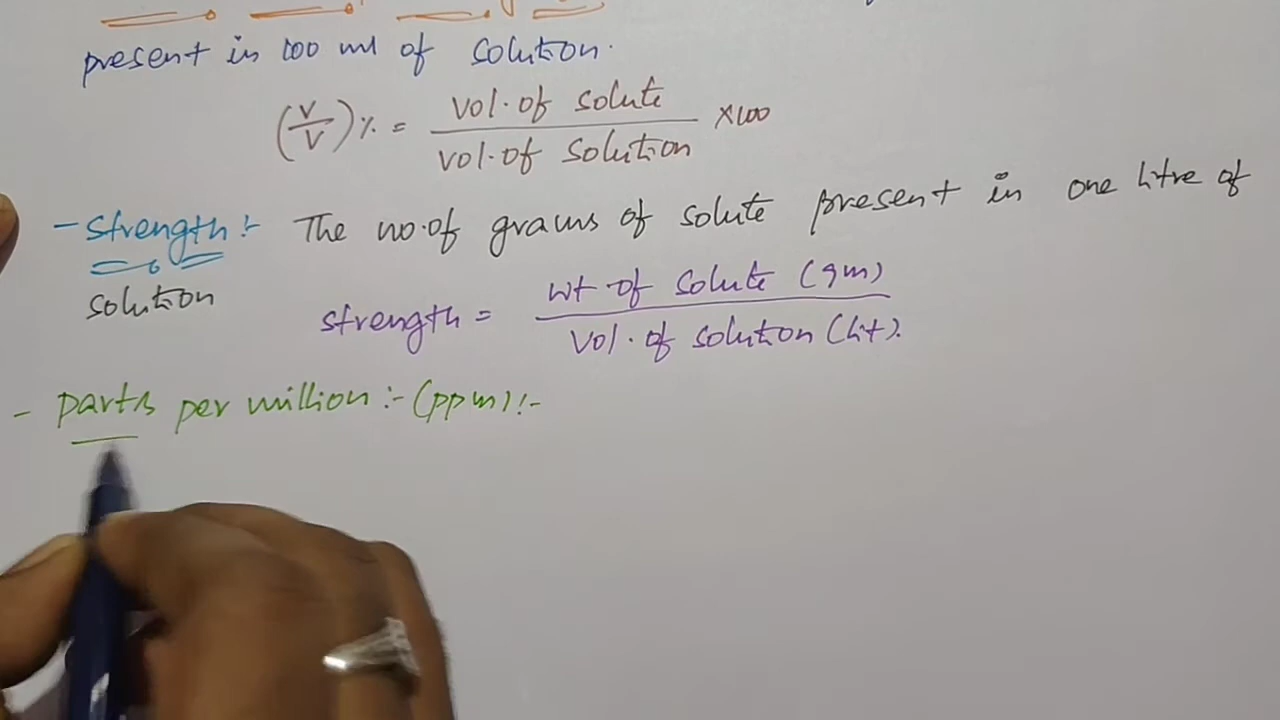 present in 100 ml of solution.
(V/V)% = vol. of solute / vol. of solution ×100
- strength :- The no. of grams of solute present in one litre of
solution
strength = wt of solute (gm) / vol. of solution (lit).
- parts per million :- (ppm) :-